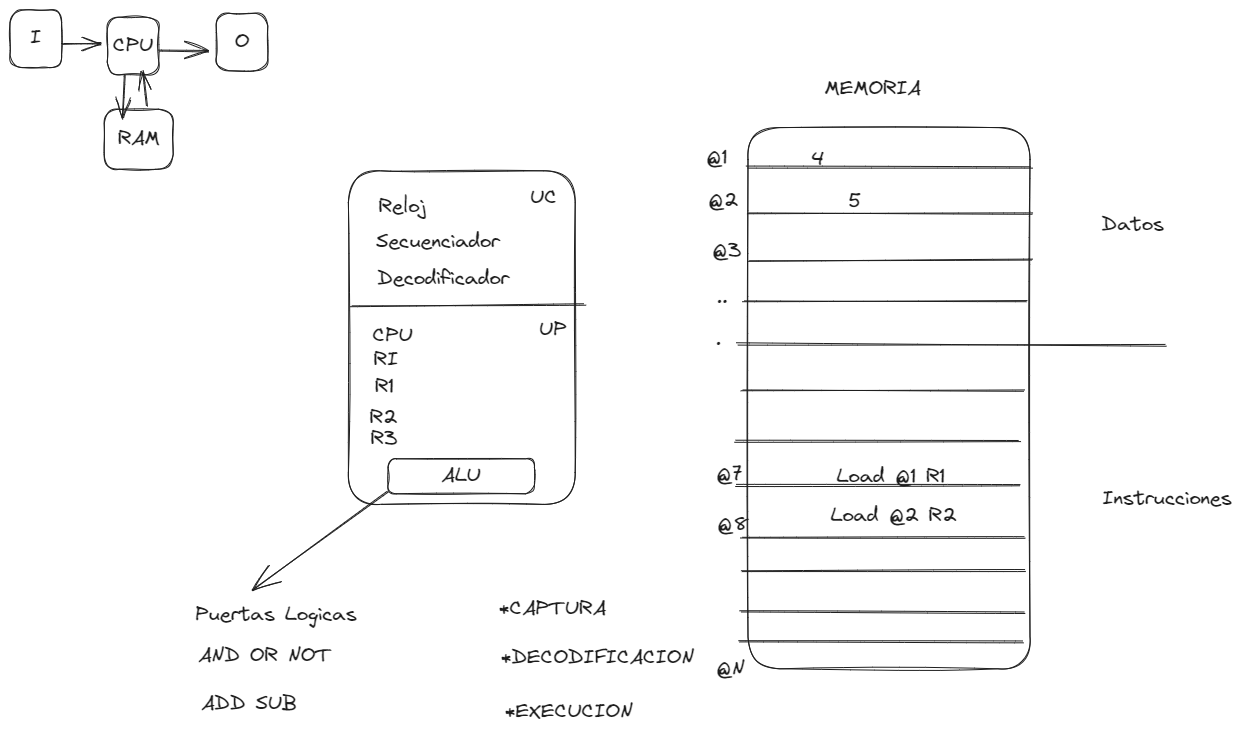 I
CPU
O
RAM
MEMORIA
@1 4
@2 5
@3
..
.
@7 Load @1 R1
@8 Load @2 R2
@N
Datos
Instrucciones
UC
Reloj
Secuenciador
Decodificador
UP
CPU
RI
R1
R2
R3
ALU
Puertas Logicas
AND OR NOT
ADD SUB
*CAPTURA
*DECODIFICACION
*EXECUCION